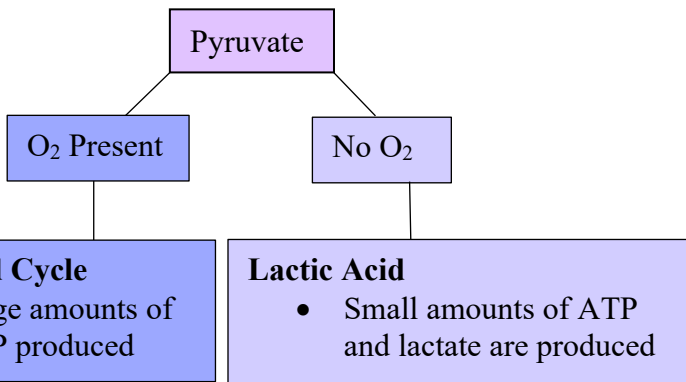 Pyruvate
O₂ Present
No O₂
Cycle
amounts of
produced
Lactic Acid
• Small amounts of ATP
and lactate are produced